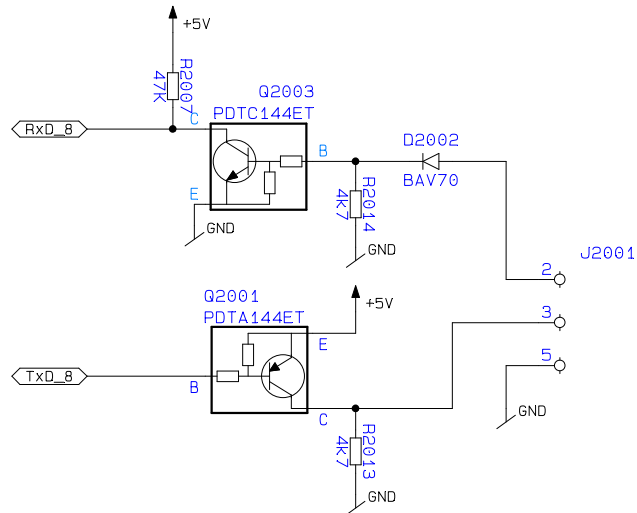 +5V
R2007
47K
Q2003
PDTC144ET
C
RxD_8
B
D2002
BAV70
E
R2014
4k7
GND
GND
J2001
2
Q2001
PDTA144ET
+5V
3
E
5
TxD_8
B
GND
C
R2013
4k7
GND